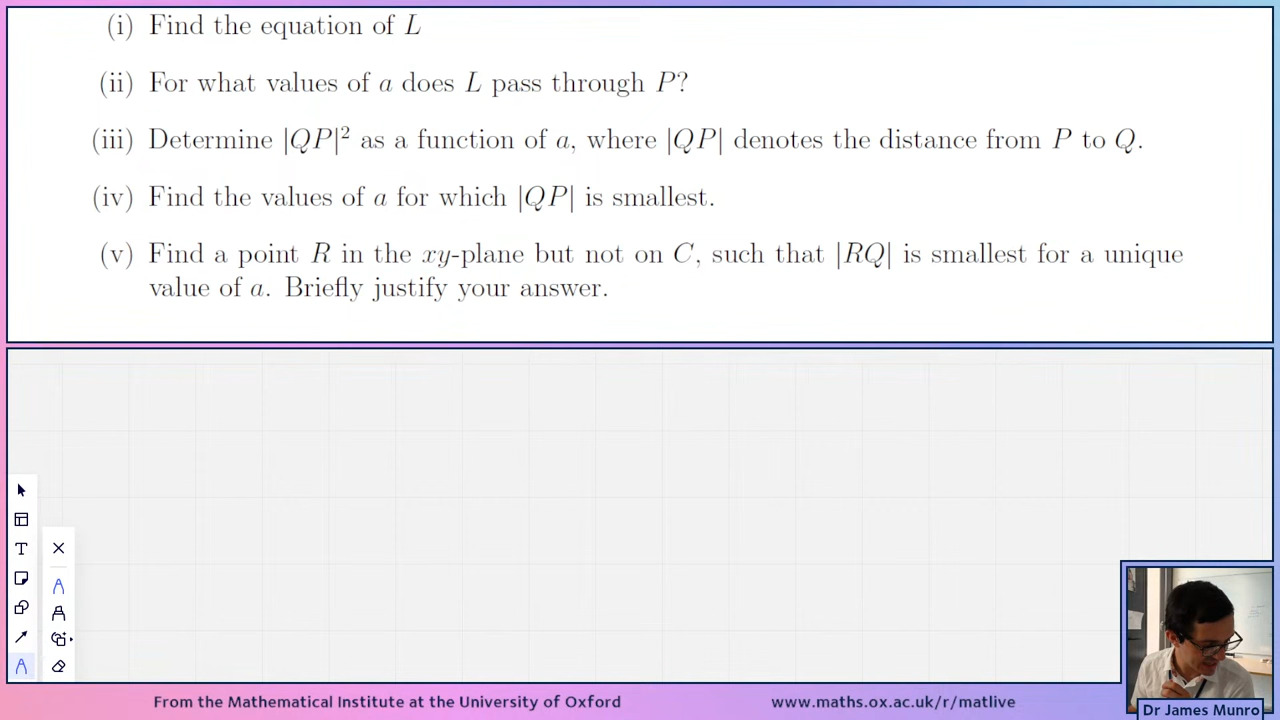 (i) Find the equation of L
(ii) For what values of a does L pass through P?
(iii) Determine |QP|² as a function of a, where |QP| denotes the distance from P to Q.
(iv) Find the values of a for which |QP| is smallest.
(v) Find a point R in the xy-plane but not on C, such that |RQ| is smallest for a unique
value of a. Briefly justify your answer.
From the Mathematical Institute at the University of Oxford
www.maths.ox.ac.uk/r/matlive
Dr James Munro